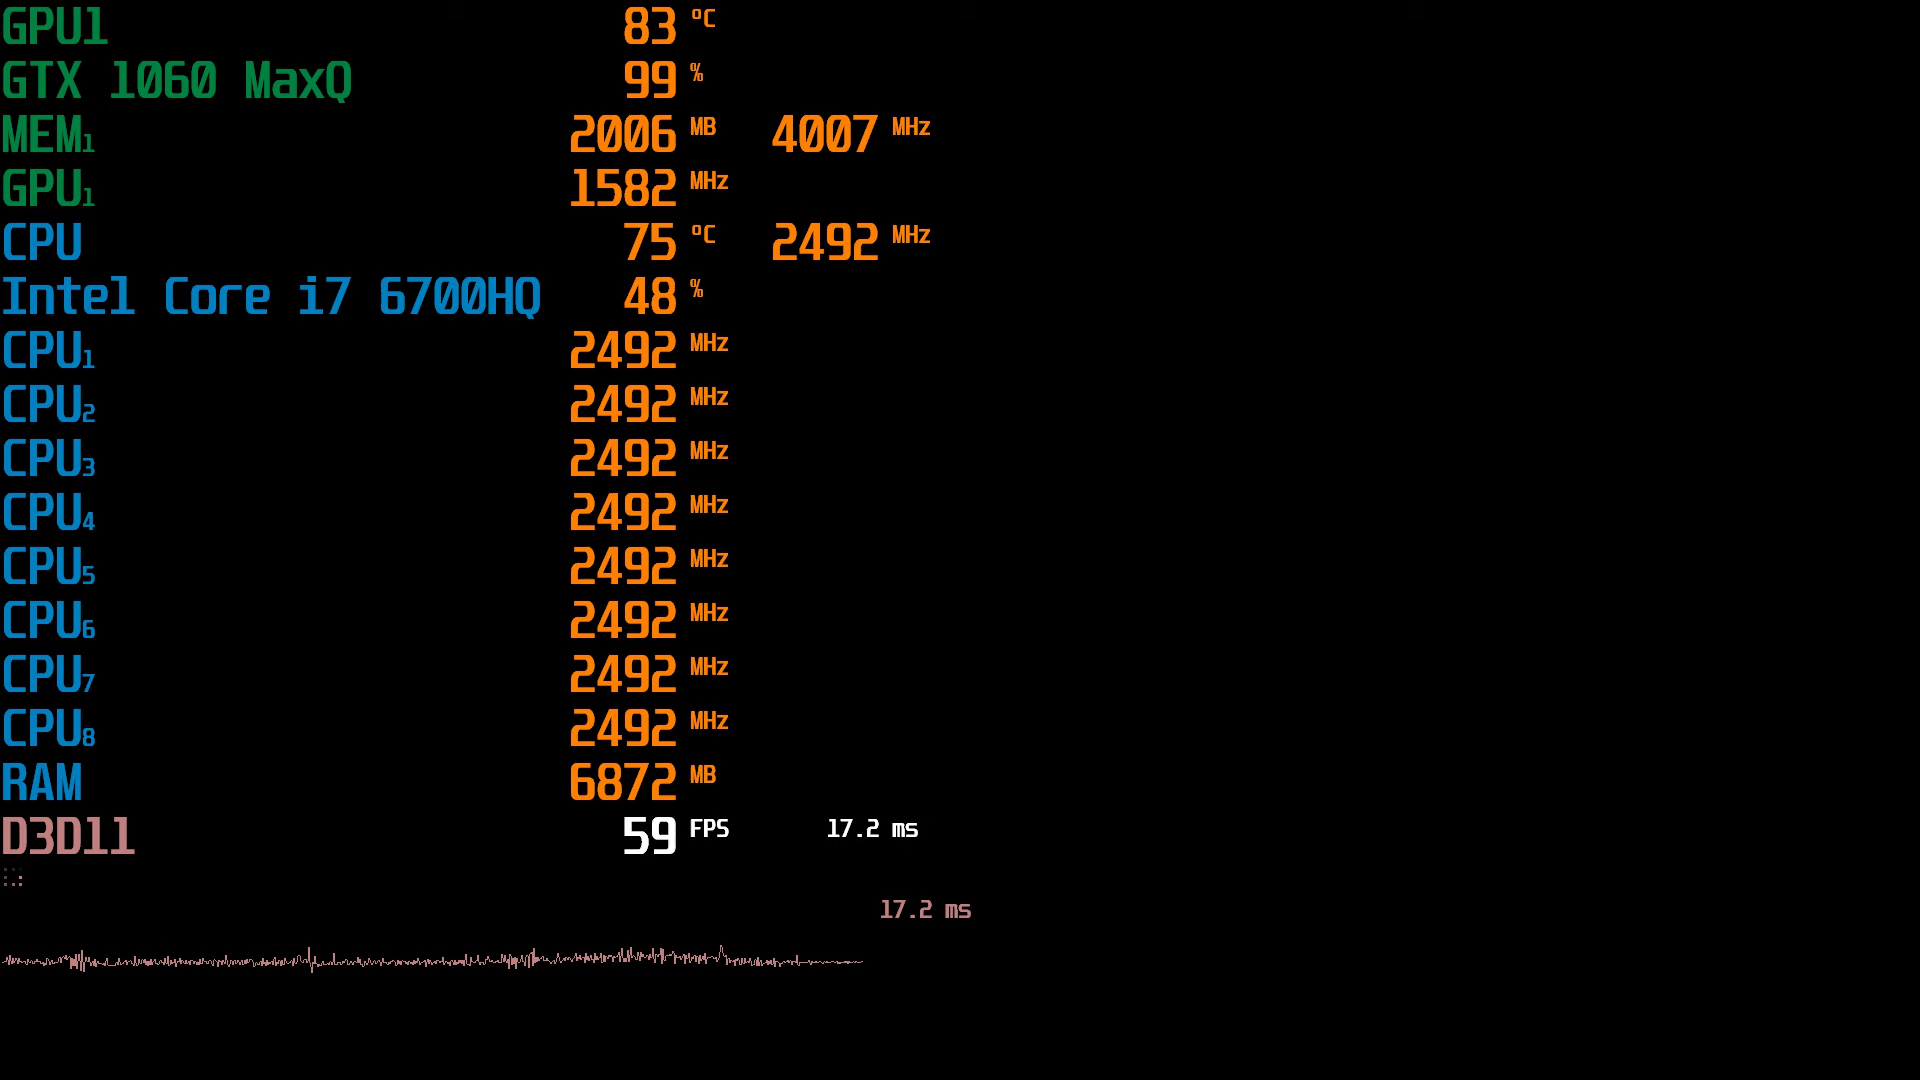 GPU1 83 °C
GTX 1060 MaxQ 99 %
MEM1 2006 MB 4007 MHz
GPU1 1582 MHz
CPU 75 °C 2492 MHz
Intel Core i7 6700HQ 48 %
CPU1 2492 MHz
CPU2 2492 MHz
CPU3 2492 MHz
CPU4 2492 MHz
CPU5 2492 MHz
CPU6 2492 MHz
CPU7 2492 MHz
CPU8 2492 MHz
RAM 6872 MB
D3D11 59 FPS 17.2 ms
17.2 ms